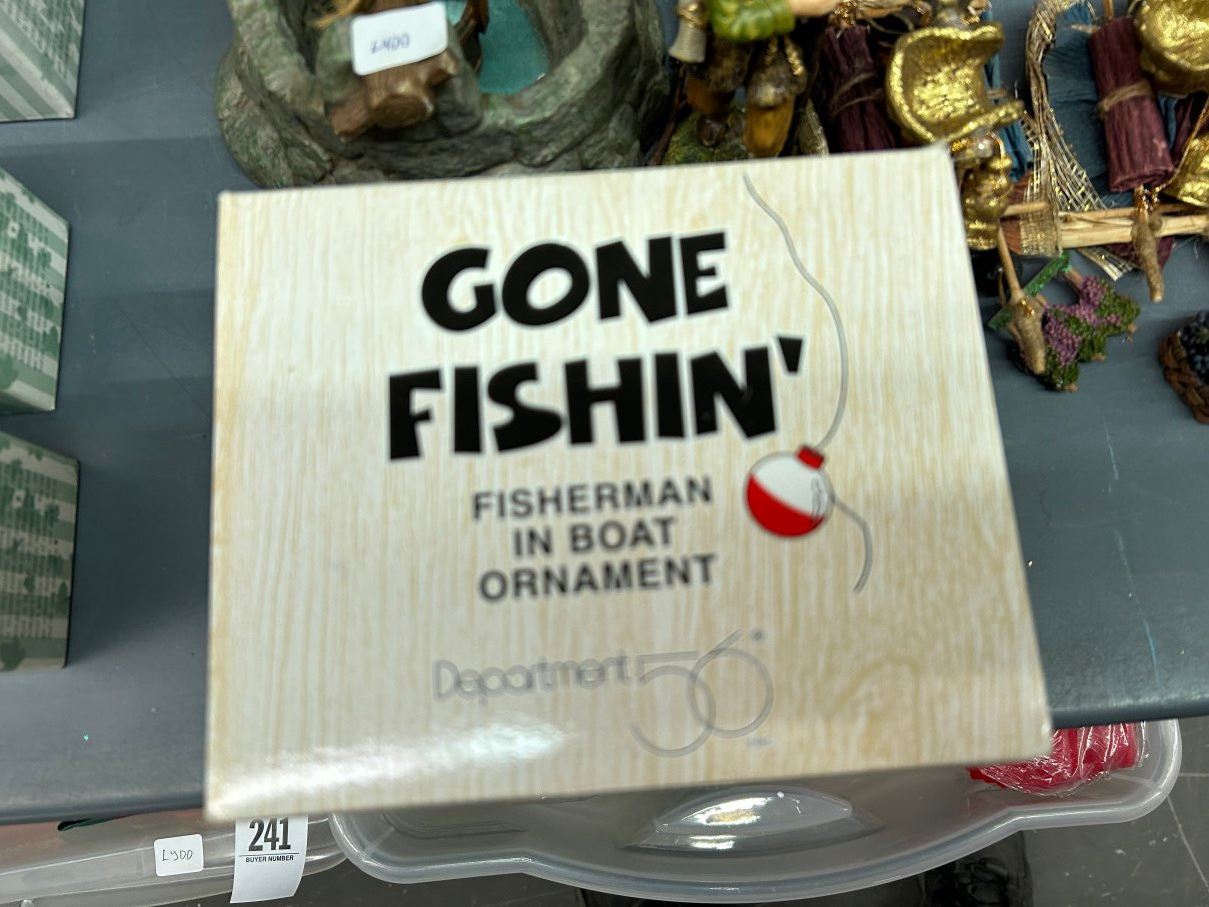 GONE
FISHIN'
FISHERMAN
IN BOAT
ORNAMENT
Department 56®
241
BUYER NUMBER